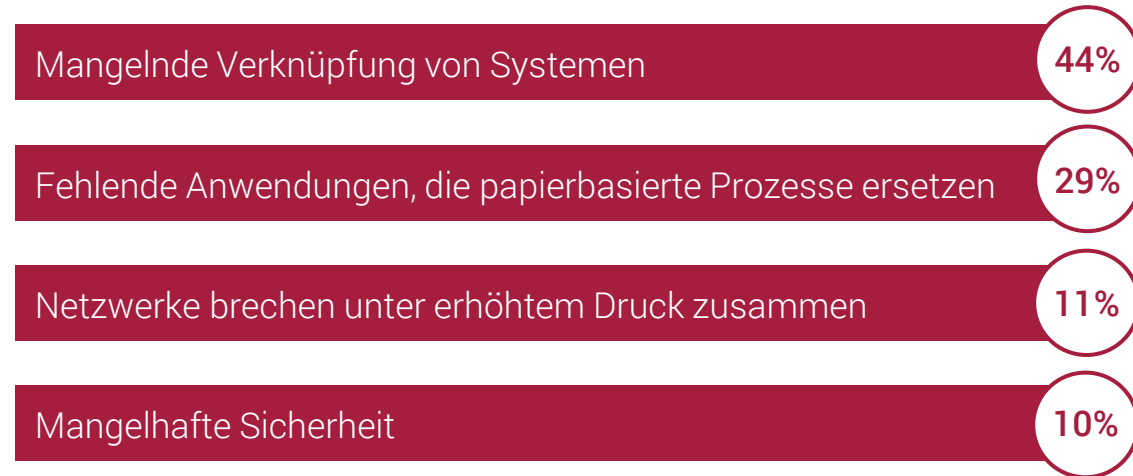 Mangelnde Verknüpfung von Systemen 44%
Fehlende Anwendungen, die papierbasierte Prozesse ersetzen 29%
Netzwerke brechen unter erhöhtem Druck zusammen 11%
Mangelhafte Sicherheit 10%